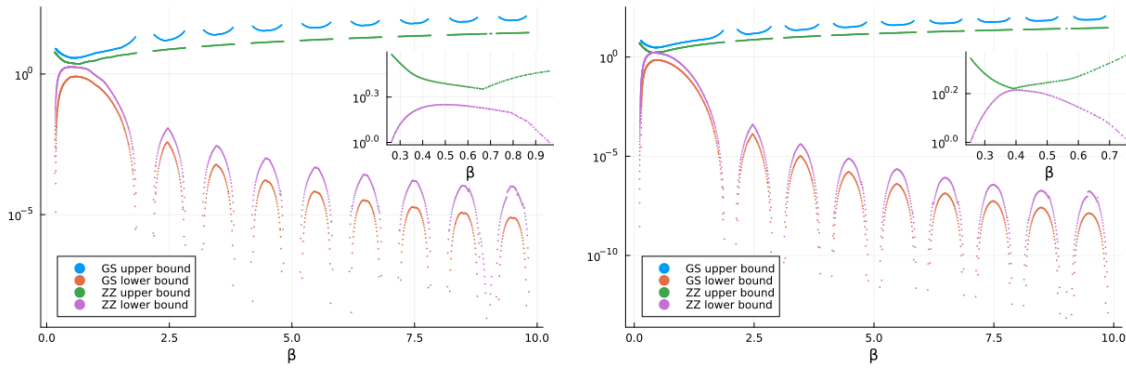 10^0
10^-5
0.0 2.5 5.0 7.5 10.0
β
10^0.3
10^0.0
0.3 0.4 0.5 0.6 0.7 0.8 0.9
β
GS upper bound
GS lower bound
ZZ upper bound
ZZ lower bound
10^0
10^-5
10^-10
0.0 2.5 5.0 7.5 10.0
β
10^0.2
10^0.0
0.3 0.4 0.5 0.6 0.7
β
GS upper bound
GS lower bound
ZZ upper bound
ZZ lower bound